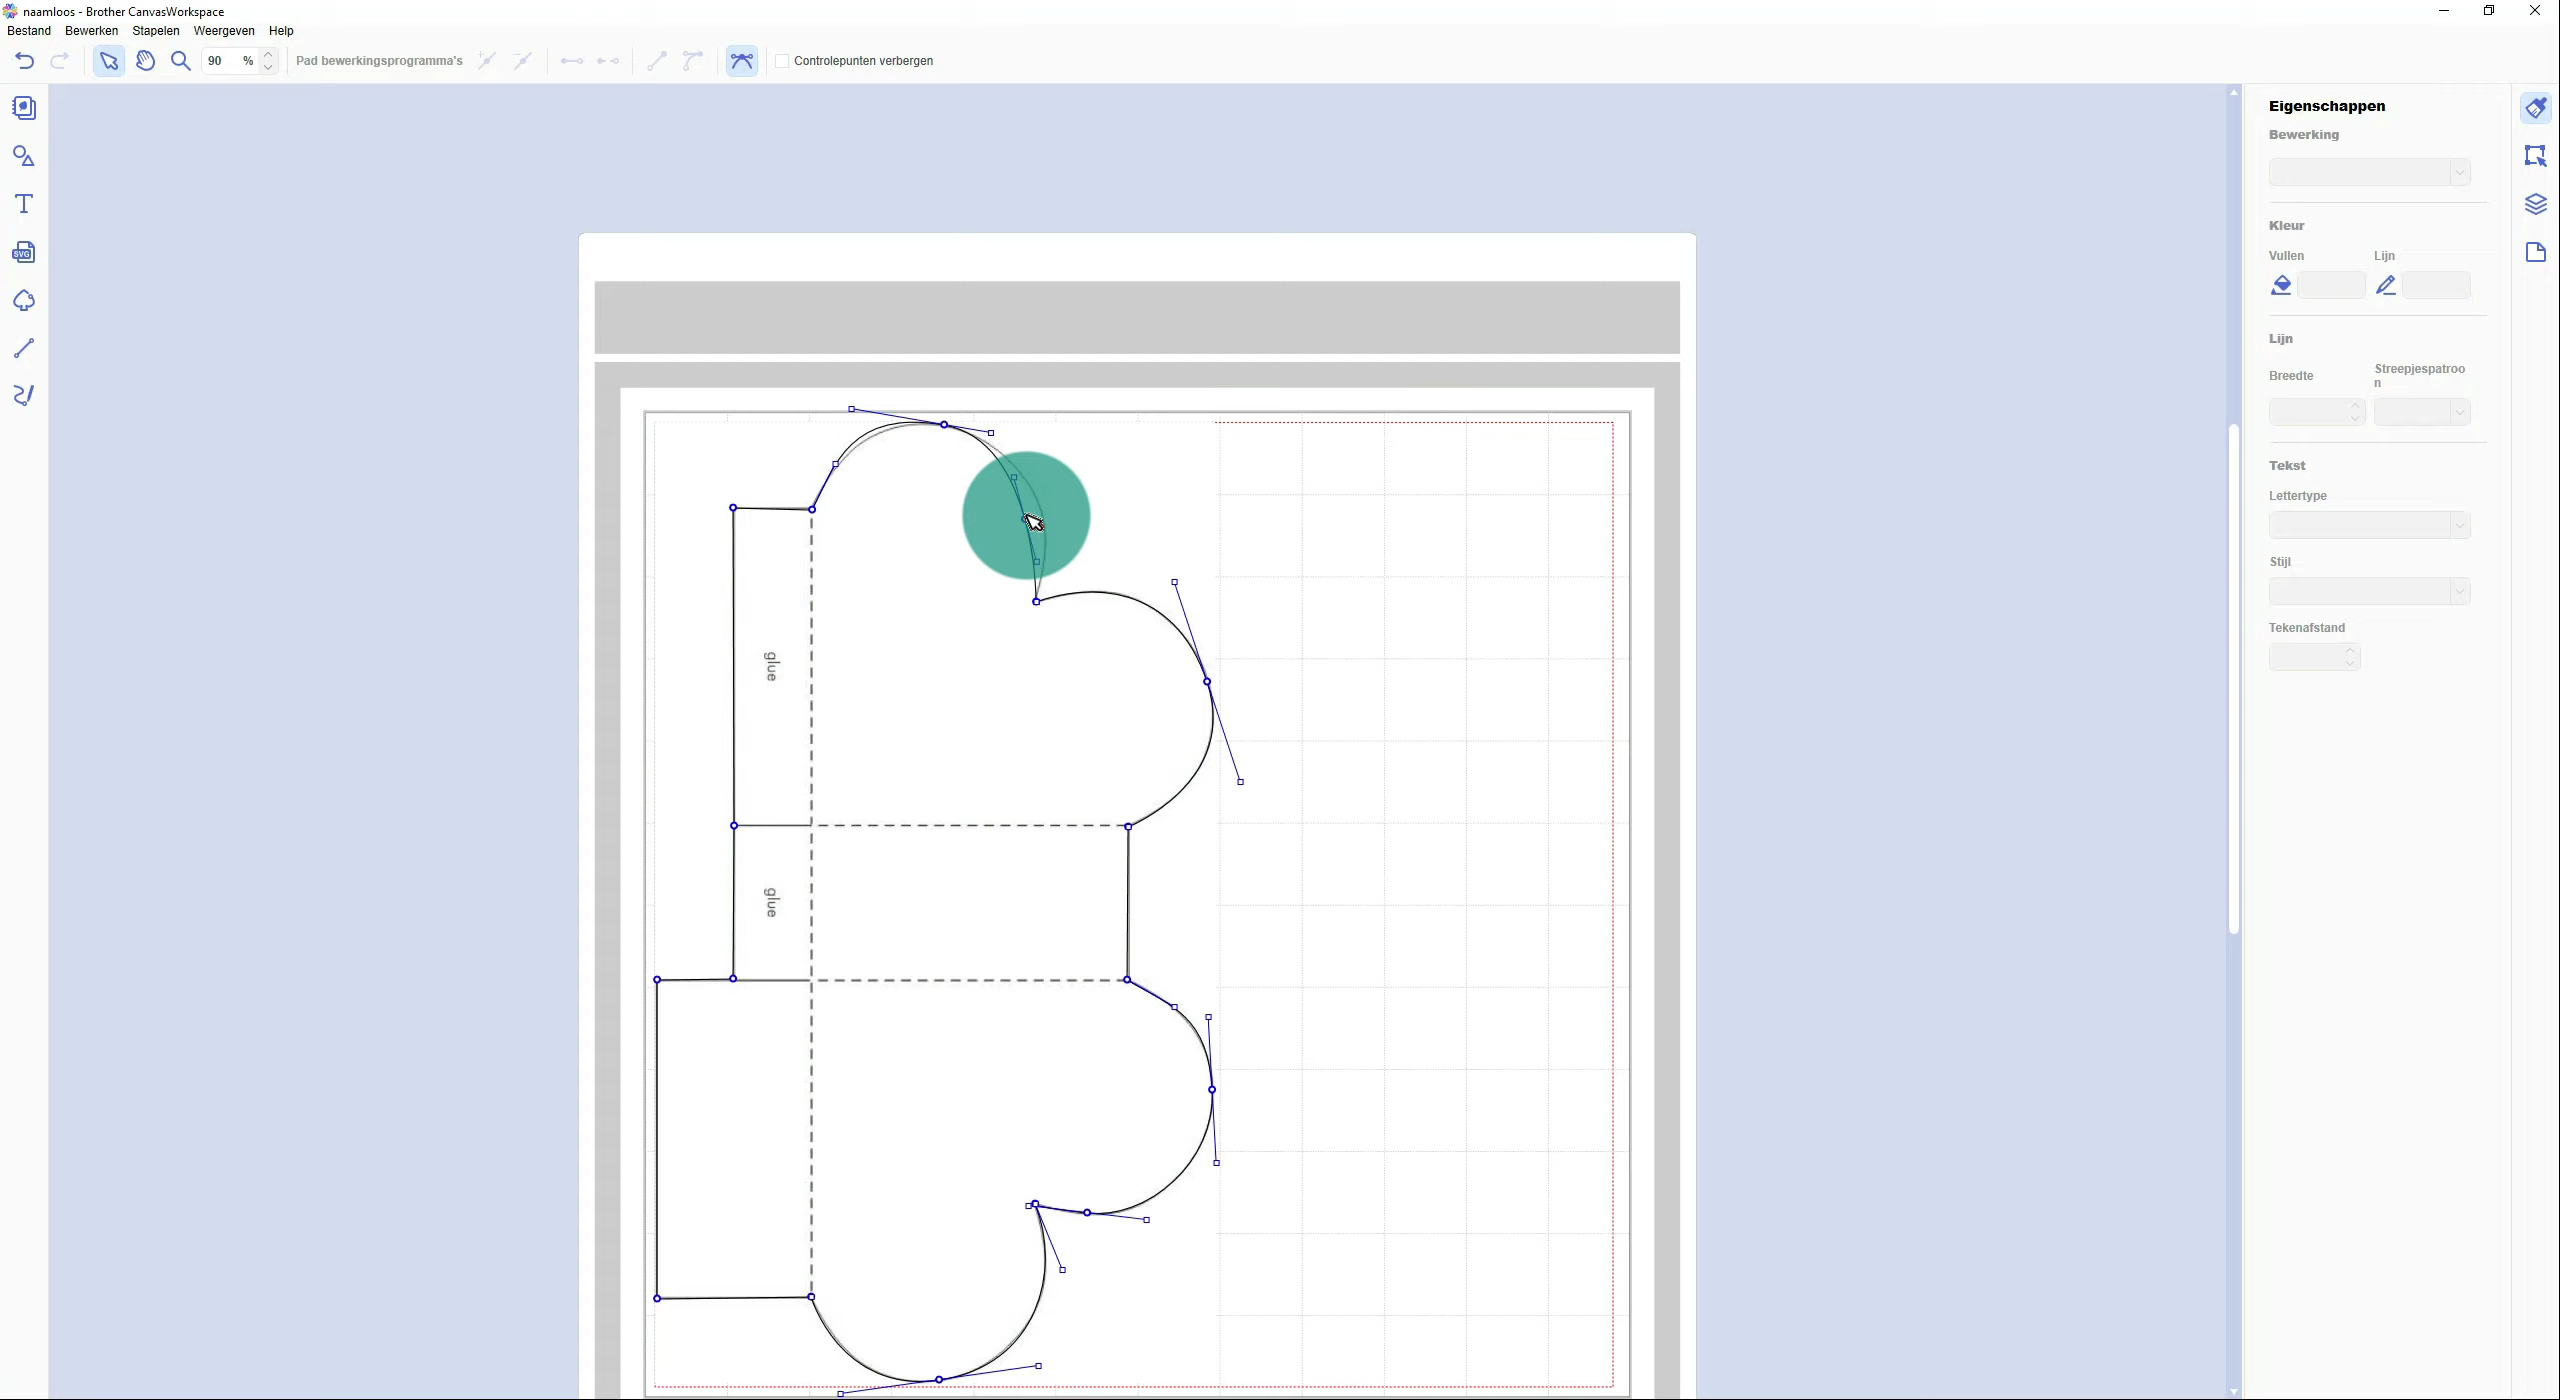 naamloos - Brother CanvasWorkspace
Bestand Bewerken Stapelen Weergeven Help
90 % Pad bewerkingsprogramma's Controlepunten verbergen
SVG
Eigenschappen
Bewerking
Kleur
Vullen Lijn
Lijn
Breedte Streepjespatroo
n
Tekst
Lettertype
Stijl
Tekenafstand
glue
glue